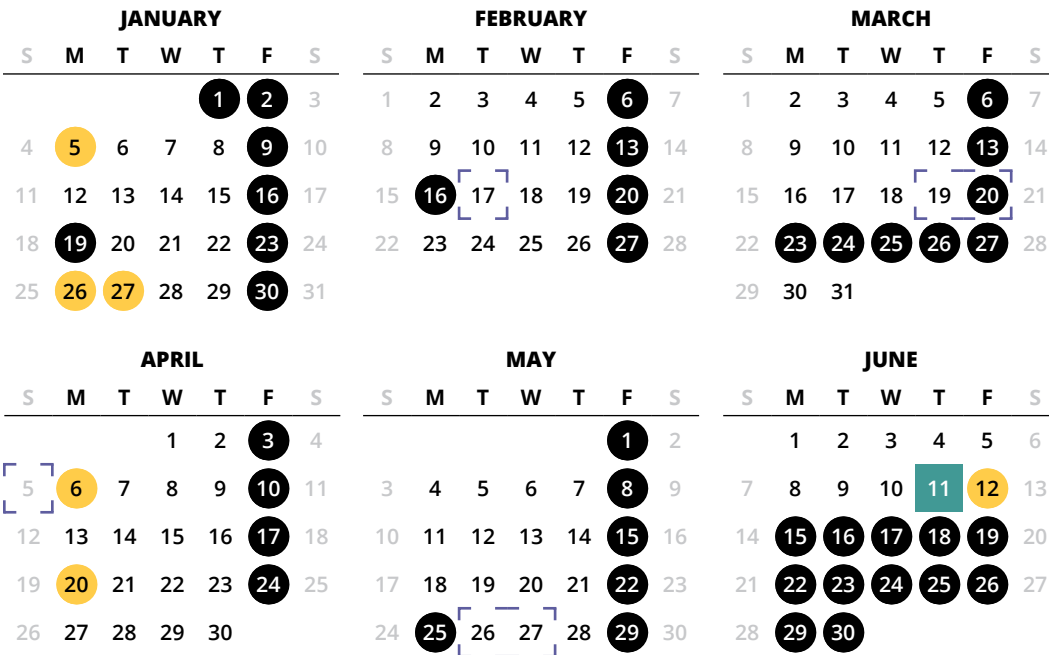 JANUARY FEBRUARY MARCH
S M T W T F S S M T W T F S S M T W T F S
1 2 3 1 2 3 4 5 6 7 1 2 3 4 5 6 7
4 5 6 7 8 9 10 8 9 10 11 12 13 14 8 9 10 11 12 13 14
11 12 13 14 15 16 17 15 16 17 18 19 20 21 15 16 17 18 19 20 21
18 19 20 21 22 23 24 22 23 24 25 26 27 28 22 23 24 25 26 27 28
25 26 27 28 29 30 31 29 30 31
APRIL MAY JUNE
S M T W T F S S M T W T F S S M T W T F S
1 2 3 4 1 2 1 2 3 4 5 6
5 6 7 8 9 10 11 3 4 5 6 7 8 9 7 8 9 10 11 12 13
12 13 14 15 16 17 18 10 11 12 13 14 15 16 14 15 16 17 18 19 20
19 20 21 22 23 24 25 17 18 19 20 21 22 23 21 22 23 24 25 26 27
26 27 28 29 30 24 25 26 27 28 29 30 28 29 30